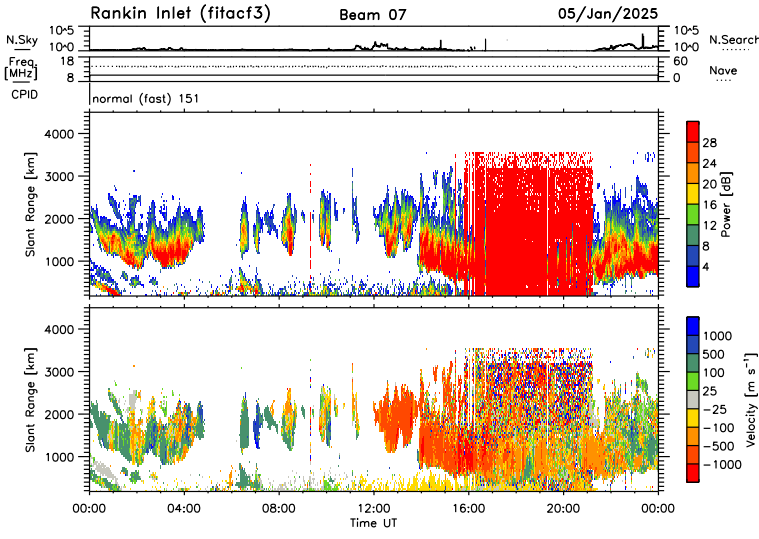 Rankin Inlet (fitacf3) Beam 07 05/Jan/2025
N.Sky 10^5 10^0 10^5 10^0 N.Search
Freq. [MHz] 18 8 60 0 Nave
CPID normal (fast) 151
Slant Range [km] 4000 3000 2000 1000
28 24 20 16 12 8 4 Power [dB]
Slant Range [km] 4000 3000 2000 1000
1000 500 100 25 −25 −100 −500 −1000 Velocity [m s⁻¹]
00:00 04:00 08:00 12:00 16:00 20:00 00:00
Time UT